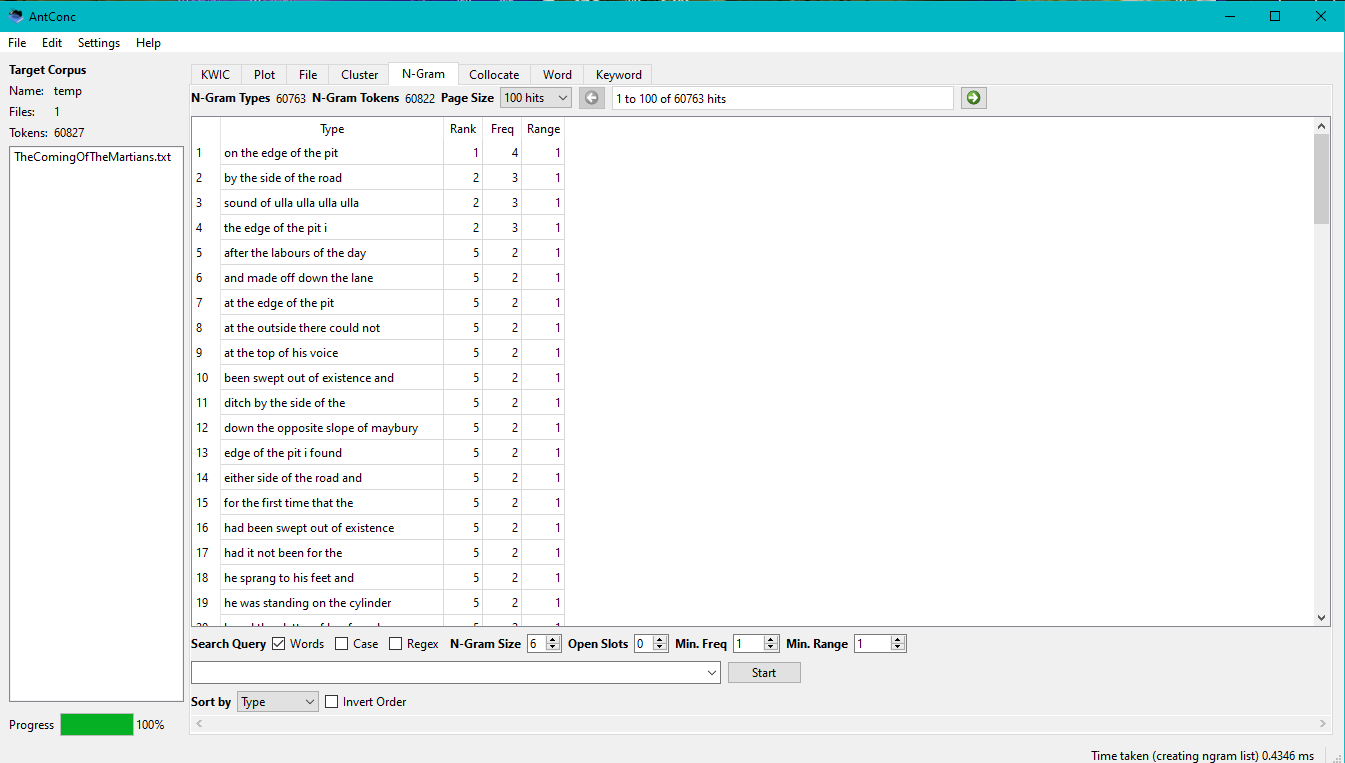 AntConc
File Edit Settings Help
Target Corpus
Name: temp
Files: 1
Tokens: 60827
TheComingOfTheMartians.txt
Progress 100%
KWIC Plot File Cluster N-Gram Collocate Word Keyword
N-Gram Types 60763 N-Gram Tokens 60822 Page Size 100 hits 1 to 100 of 60763 hits
Type Rank Freq Range
1 on the edge of the pit 1 4 1
2 by the side of the road 2 3 1
3 sound of ulla ulla ulla ulla 2 3 1
4 the edge of the pit i 2 3 1
5 after the labours of the day 5 2 1
6 and made off down the lane 5 2 1
7 at the edge of the pit 5 2 1
8 at the outside there could not 5 2 1
9 at the top of his voice 5 2 1
10 been swept out of existence and 5 2 1
11 ditch by the side of the 5 2 1
12 down the opposite slope of maybury 5 2 1
13 edge of the pit i found 5 2 1
14 either side of the road and 5 2 1
15 for the first time that the 5 2 1
16 had been swept out of existence 5 2 1
17 had it not been for the 5 2 1
18 he sprang to his feet and 5 2 1
19 he was standing on the cylinder 5 2 1
Search Query Words Case Regex N-Gram Size 6 Open Slots 0 Min. Freq 1 Min. Range 1
Start
Sort by Type Invert Order
Time taken (creating ngram list) 0.4346 ms